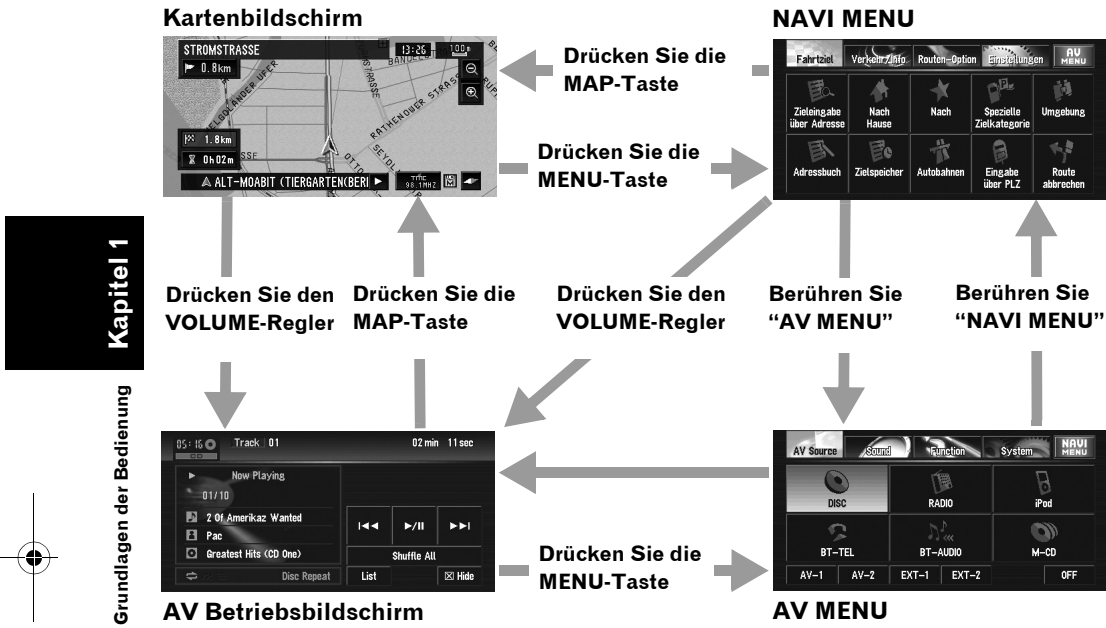 Kartenbildschirm
NAVI MENU
STROMSTRASSE
13:26
100m
0.8km
1.8km
0h02m
ALT-MOABIT (TIERGARTEN(BERI
98.1MHZ
RATHENOWER STRAS
Drücken Sie die
MAP-Taste
Drücken Sie die
MENU-Taste
Fahrtziel
Verkehr/Info.
Routen-Option
Einstellungen
AV
MENU
Zieleingabe
über Adresse
Nach
Hause
Nach
Spezielle
Zielkategorie
Umgebung
Adressbuch
Zielspeicher
Autobahnen
Eingabe
über PLZ
Route
abbrechen
Kapitel 1
Grundlagen der Bedienung
Drücken Sie den
VOLUME-Regler
Drücken Sie die
MAP-Taste
Drücken Sie den
VOLUME-Regler
Berühren Sie
“AV MENU”
Berühren Sie
“NAVI MENU”
05:16
Track 01
02 min 11 sec
Now Playing
01/10
2 Of Amerikaz Wanted
Pac
Greatest Hits (CD One)
Disc Repeat
Shuffle All
List
Hide
AV Betriebsbildschirm
Drücken Sie die
MENU-Taste
AV Source
Sound
Function
System
NAVI
MENU
DISC
RADIO
iPod
BT-TEL
BT-AUDIO
M-CD
AV-1
AV-2
EXT-1
EXT-2
OFF
AV MENU